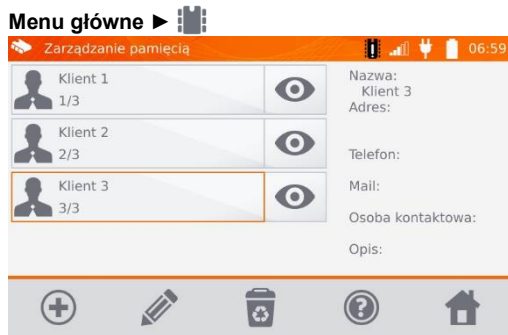 Menu główne ►
Zarządzanie pamięcią 06:59
Klient 1
1/3
Klient 2
2/3
Klient 3
3/3
Nazwa:
Klient 3
Adres:
Telefon:
Mail:
Osoba kontaktowa:
Opis: